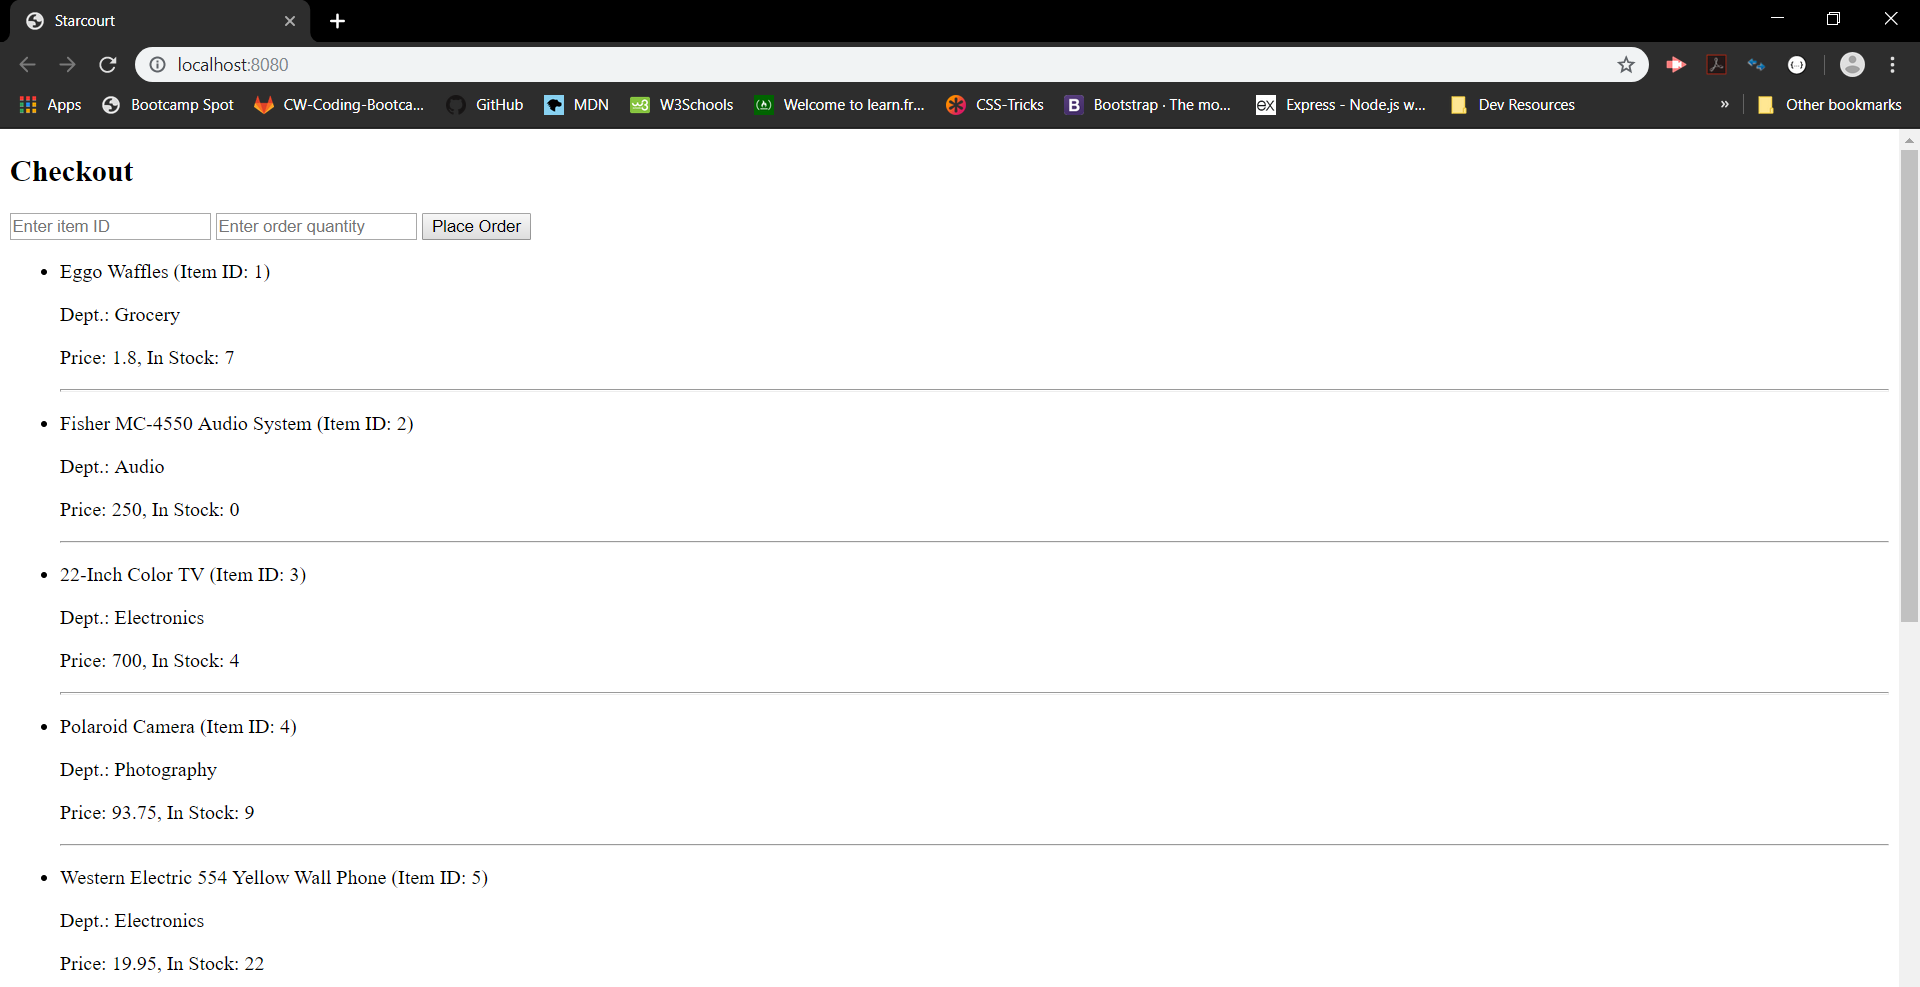 Starcourt
localhost:8080
Apps Bootcamp Spot CW-Coding-Bootca... GitHub MDN W3Schools Welcome to learn.fr... CSS-Tricks Bootstrap · The mo... Express - Node.js w... Dev Resources » Other bookmarks
Checkout
Enter item ID Enter order quantity Place Order
Eggo Waffles (Item ID: 1)
Dept.: Grocery
Price: 1.8, In Stock: 7
Fisher MC-4550 Audio System (Item ID: 2)
Dept.: Audio
Price: 250, In Stock: 0
22-Inch Color TV (Item ID: 3)
Dept.: Electronics
Price: 700, In Stock: 4
Polaroid Camera (Item ID: 4)
Dept.: Photography
Price: 93.75, In Stock: 9
Western Electric 554 Yellow Wall Phone (Item ID: 5)
Dept.: Electronics
Price: 19.95, In Stock: 22